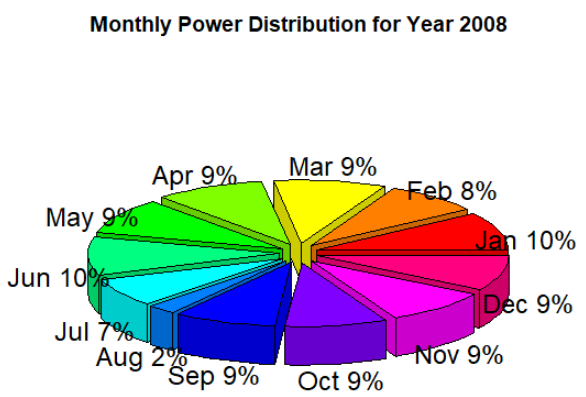 Monthly Power Distribution for Year 2008
Mar 9%
Apr 9%
Feb 8%
May 9%
Jan 10%
Jun 10%
Dec 9%
Jul 7%
Aug 2%
Nov 9%
Sep 9%
Oct 9%